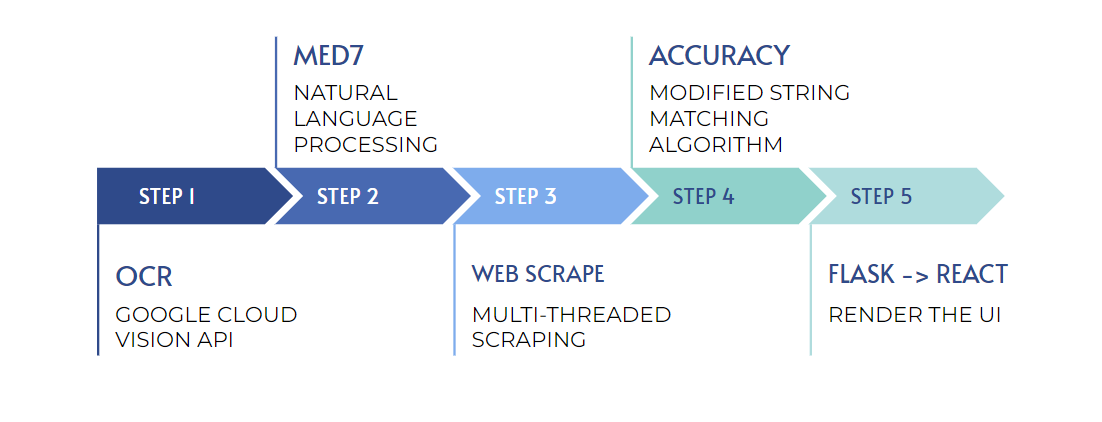 MED7
NATURAL
LANGUAGE
PROCESSING
ACCURACY
MODIFIED STRING
MATCHING
ALGORITHM
STEP 1
STEP 2
STEP 3
STEP 4
STEP 5
OCR
GOOGLE CLOUD
VISION API
WEB SCRAPE
MULTI-THREADED
SCRAPING
FLASK -> REACT
RENDER THE UI